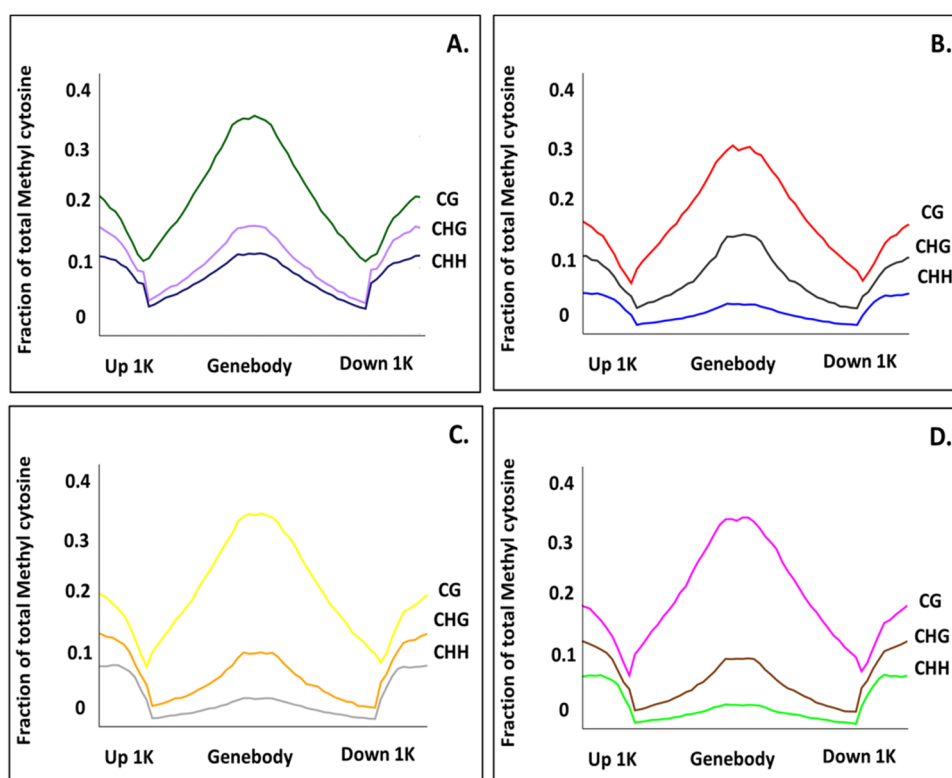 A.
Fraction of total Methyl cytosine
0.4
0.3
0.2
0.1
0
CG
CHG
CHH
Up 1K Genebody Down 1K
B.
Fraction of total Methyl cytosine
0.4
0.3
0.2
0.1
0
CG
CHG
CHH
Up 1K Genebody Down 1K
C.
Fraction of total Methyl cytosine
0.4
0.3
0.2
0.1
0
CG
CHG
CHH
Up 1K Genebody Down 1K
D.
Fraction of total Methyl cytosine
0.4
0.3
0.2
0.1
0
CG
CHG
CHH
Up 1K Genebody Down 1K